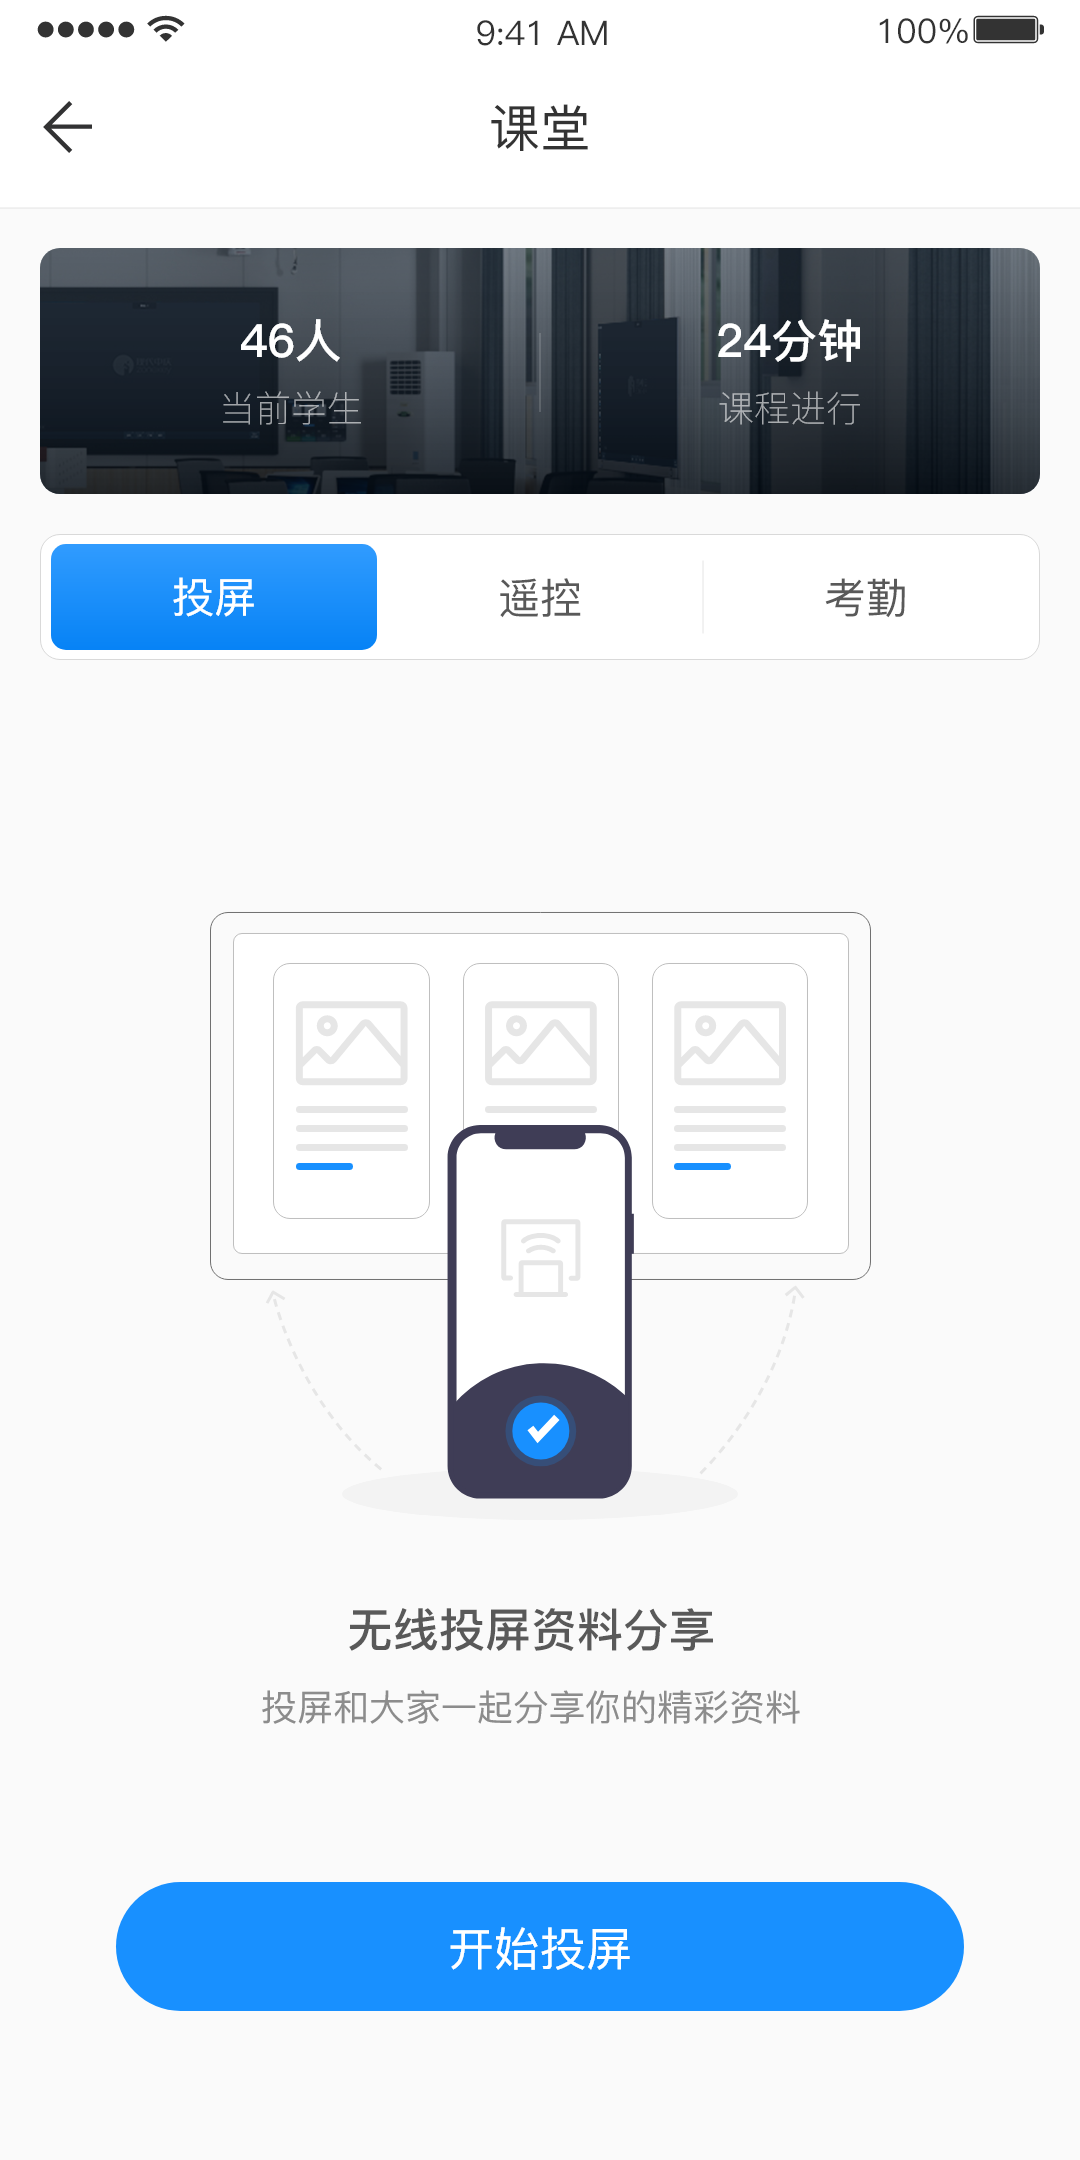 9:41 AM
100%
课堂
46人
24分钟
当前学生
课程进行
投屏
遥控
考勤
无线投屏资料分享
投屏和大家一起分享你的精彩资料
开始投屏